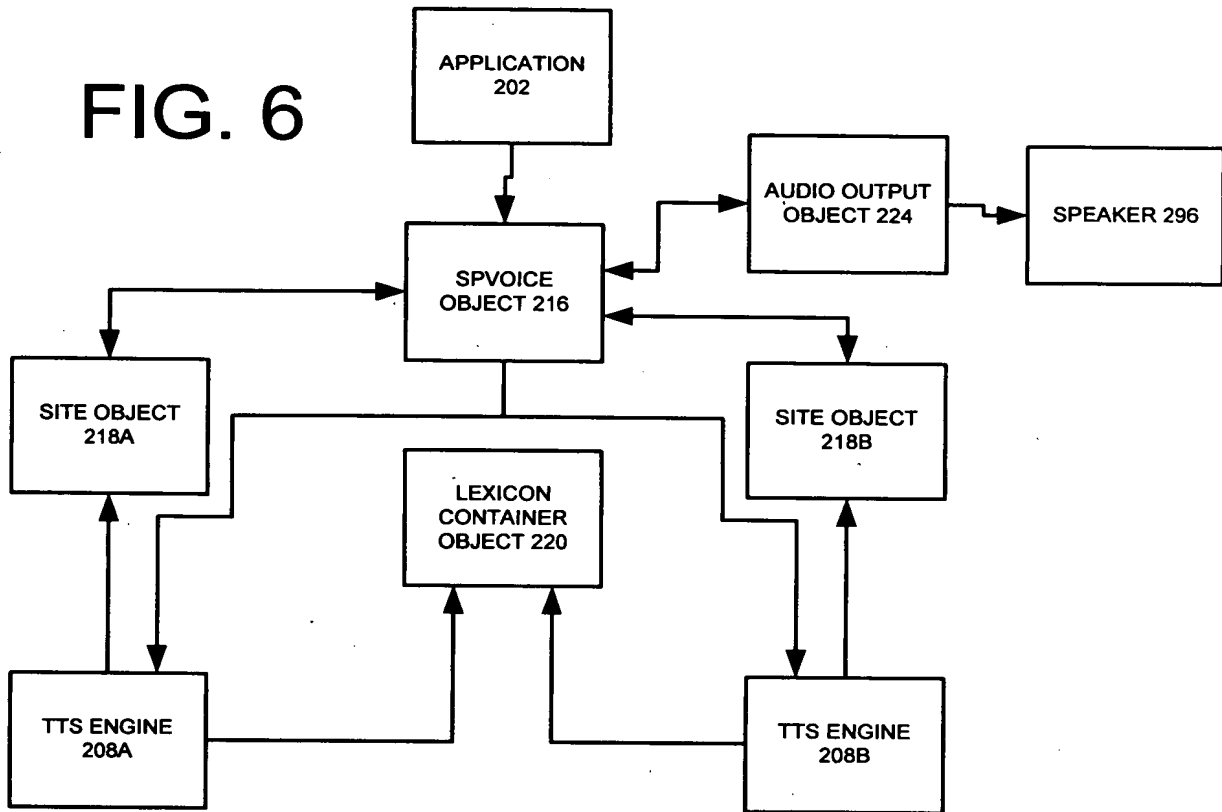 FIG. 6
APPLICATION
202
AUDIO OUTPUT
OBJECT 224
SPEAKER 296
SPVOICE
OBJECT 216
SITE OBJECT
218A
SITE OBJECT
218B
LEXICON
CONTAINER
OBJECT 220
TTS ENGINE
208A
TTS ENGINE
208B